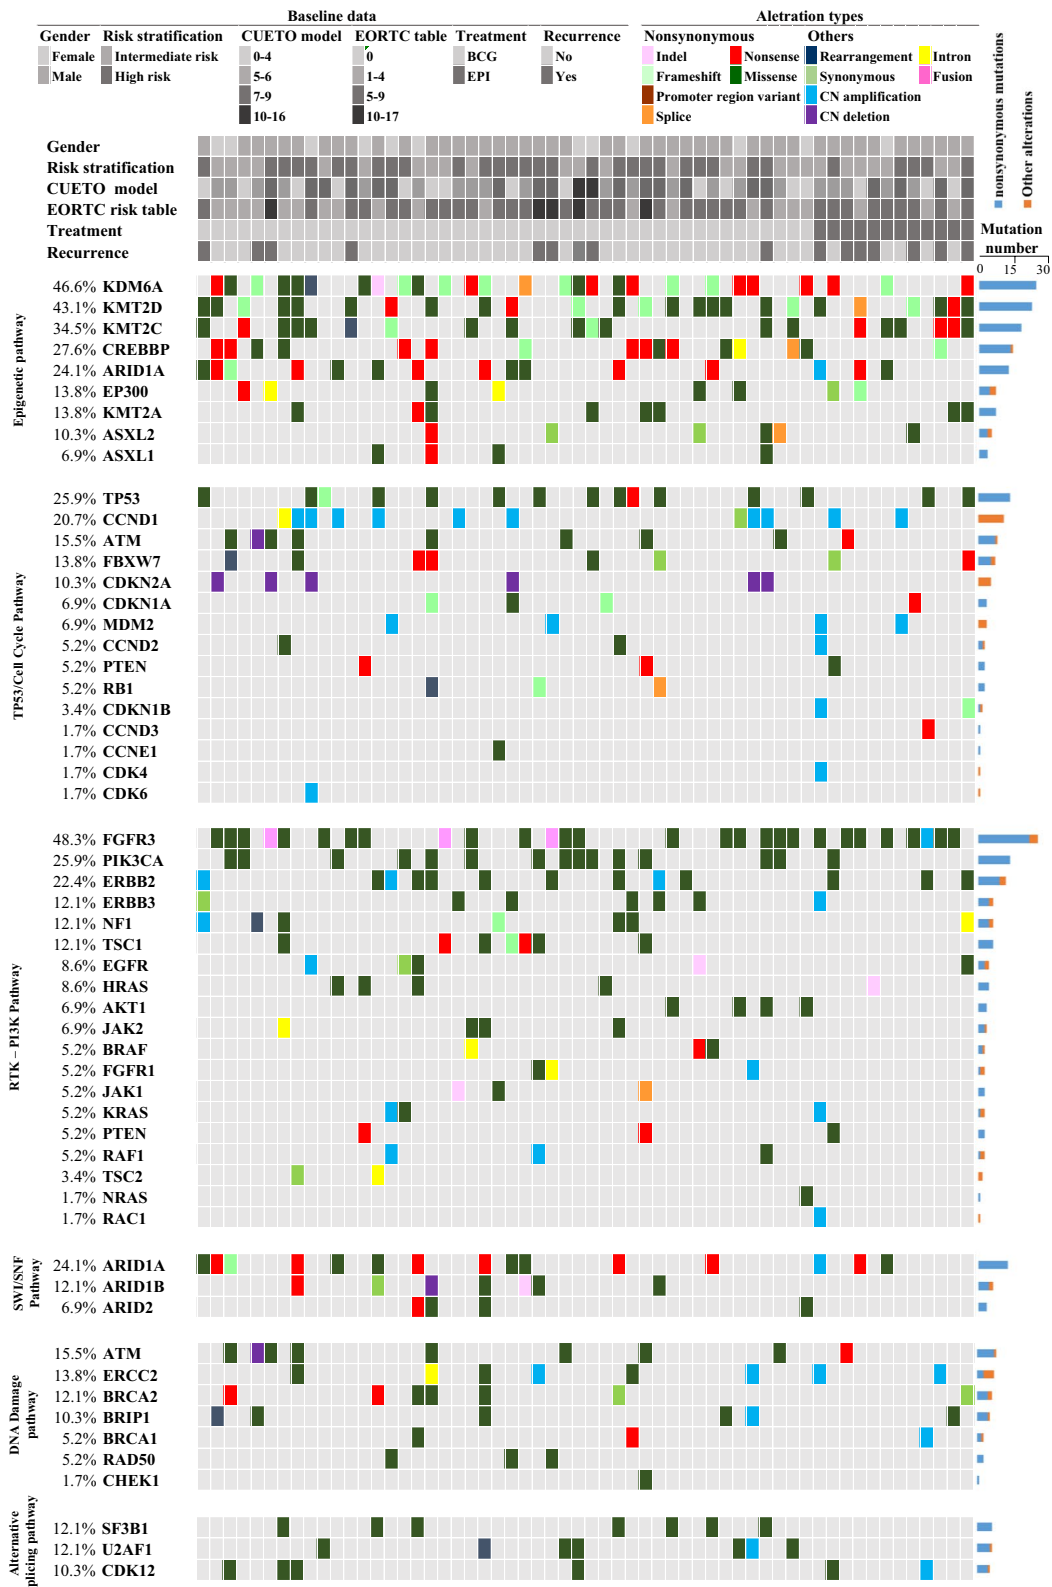 Baseline data
Aletration types
Gender Risk stratification CUETO model EORTC table Treatment Recurrence Nonsynonymous Others
Female Intermediate risk 0-4 0 BCG No Indel Nonsense Rearrangement Intron
Male High risk 5-6 1-4 EPI Yes Frameshift Missense Synonymous Fusion
7-9 5-9 Promoter region variant CN amplification
10-16 10-17 Splice CN deletion
nonsynonymous mutations
Other alterations
Gender
Risk stratification
CUETO model
EORTC risk table
Treatment
Recurrence
Mutation
number
0 15 30
Epigenetic pathway
46.6% KDM6A
43.1% KMT2D
34.5% KMT2C
27.6% CREBBP
24.1% ARID1A
13.8% EP300
13.8% KMT2A
10.3% ASXL2
6.9% ASXL1
TP53/Cell Cycle Pathway
25.9% TP53
20.7% CCND1
15.5% ATM
13.8% FBXW7
10.3% CDKN2A
6.9% CDKN1A
6.9% MDM2
5.2% CCND2
5.2% PTEN
5.2% RB1
3.4% CDKN1B
1.7% CCND3
1.7% CCNE1
1.7% CDK4
1.7% CDK6
RTK – PI3K Pathway
48.3% FGFR3
25.9% PIK3CA
22.4% ERBB2
12.1% ERBB3
12.1% NF1
12.1% TSC1
8.6% EGFR
8.6% HRAS
6.9% AKT1
6.9% JAK2
5.2% BRAF
5.2% FGFR1
5.2% JAK1
5.2% KRAS
5.2% PTEN
5.2% RAF1
3.4% TSC2
1.7% NRAS
1.7% RAC1
SWI/SNF
Pathway
24.1% ARID1A
12.1% ARID1B
6.9% ARID2
DNA Damage
pathway
15.5% ATM
13.8% ERCC2
12.1% BRCA2
10.3% BRIP1
5.2% BRCA1
5.2% RAD50
1.7% CHEK1
Alternative
plicing pathway
12.1% SF3B1
12.1% U2AF1
10.3% CDK12